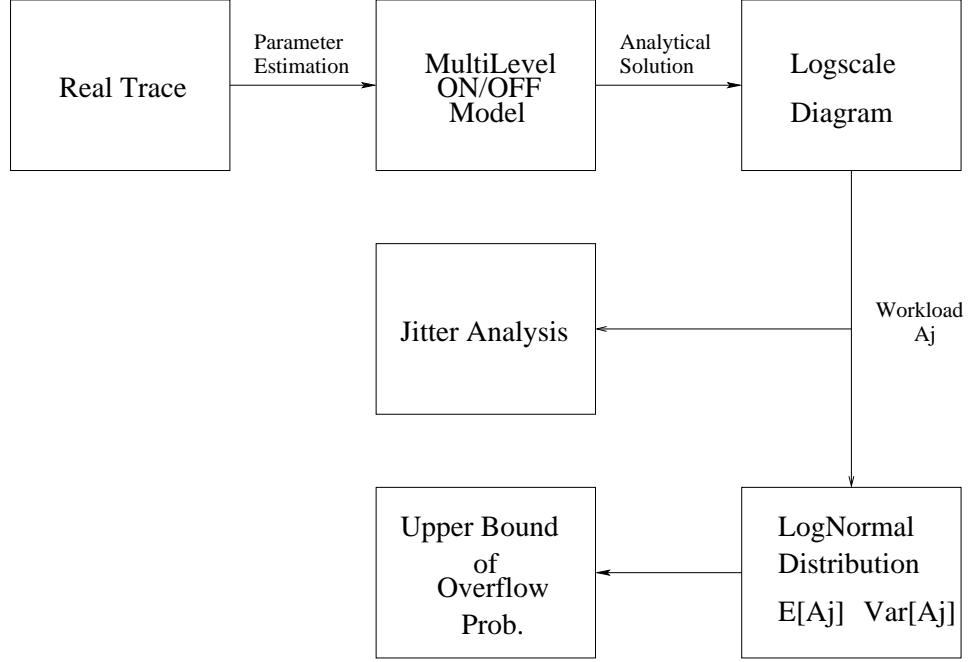 Real Trace
Parameter
Estimation
MultiLevel
ON/OFF
Model
Analytical
Solution
Logscale
Diagram
Jitter Analysis
Workload
Aj
Upper Bound
of
Overflow
Prob.
LogNormal
Distribution
E[Aj] Var[Aj]